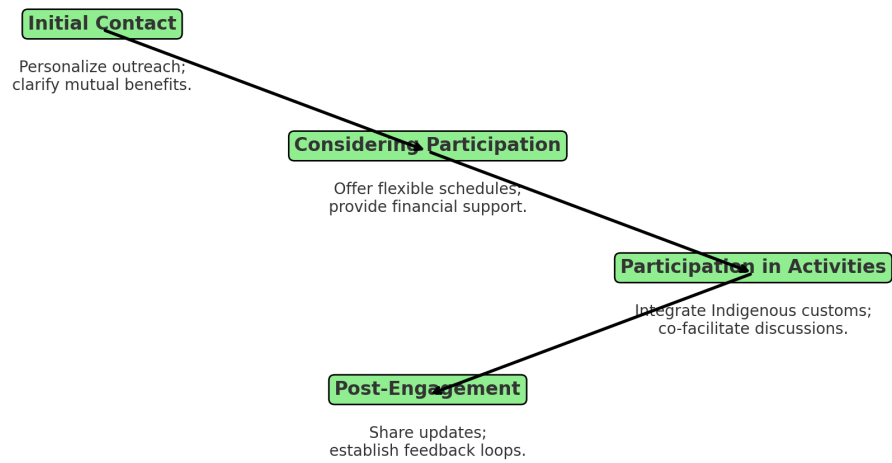 Initial Contact
Personalize outreach;
clarify mutual benefits.
Considering Participation
Offer flexible schedules;
provide financial support.
Participation in Activities
Integrate Indigenous customs;
co-facilitate discussions.
Post-Engagement
Share updates;
establish feedback loops.